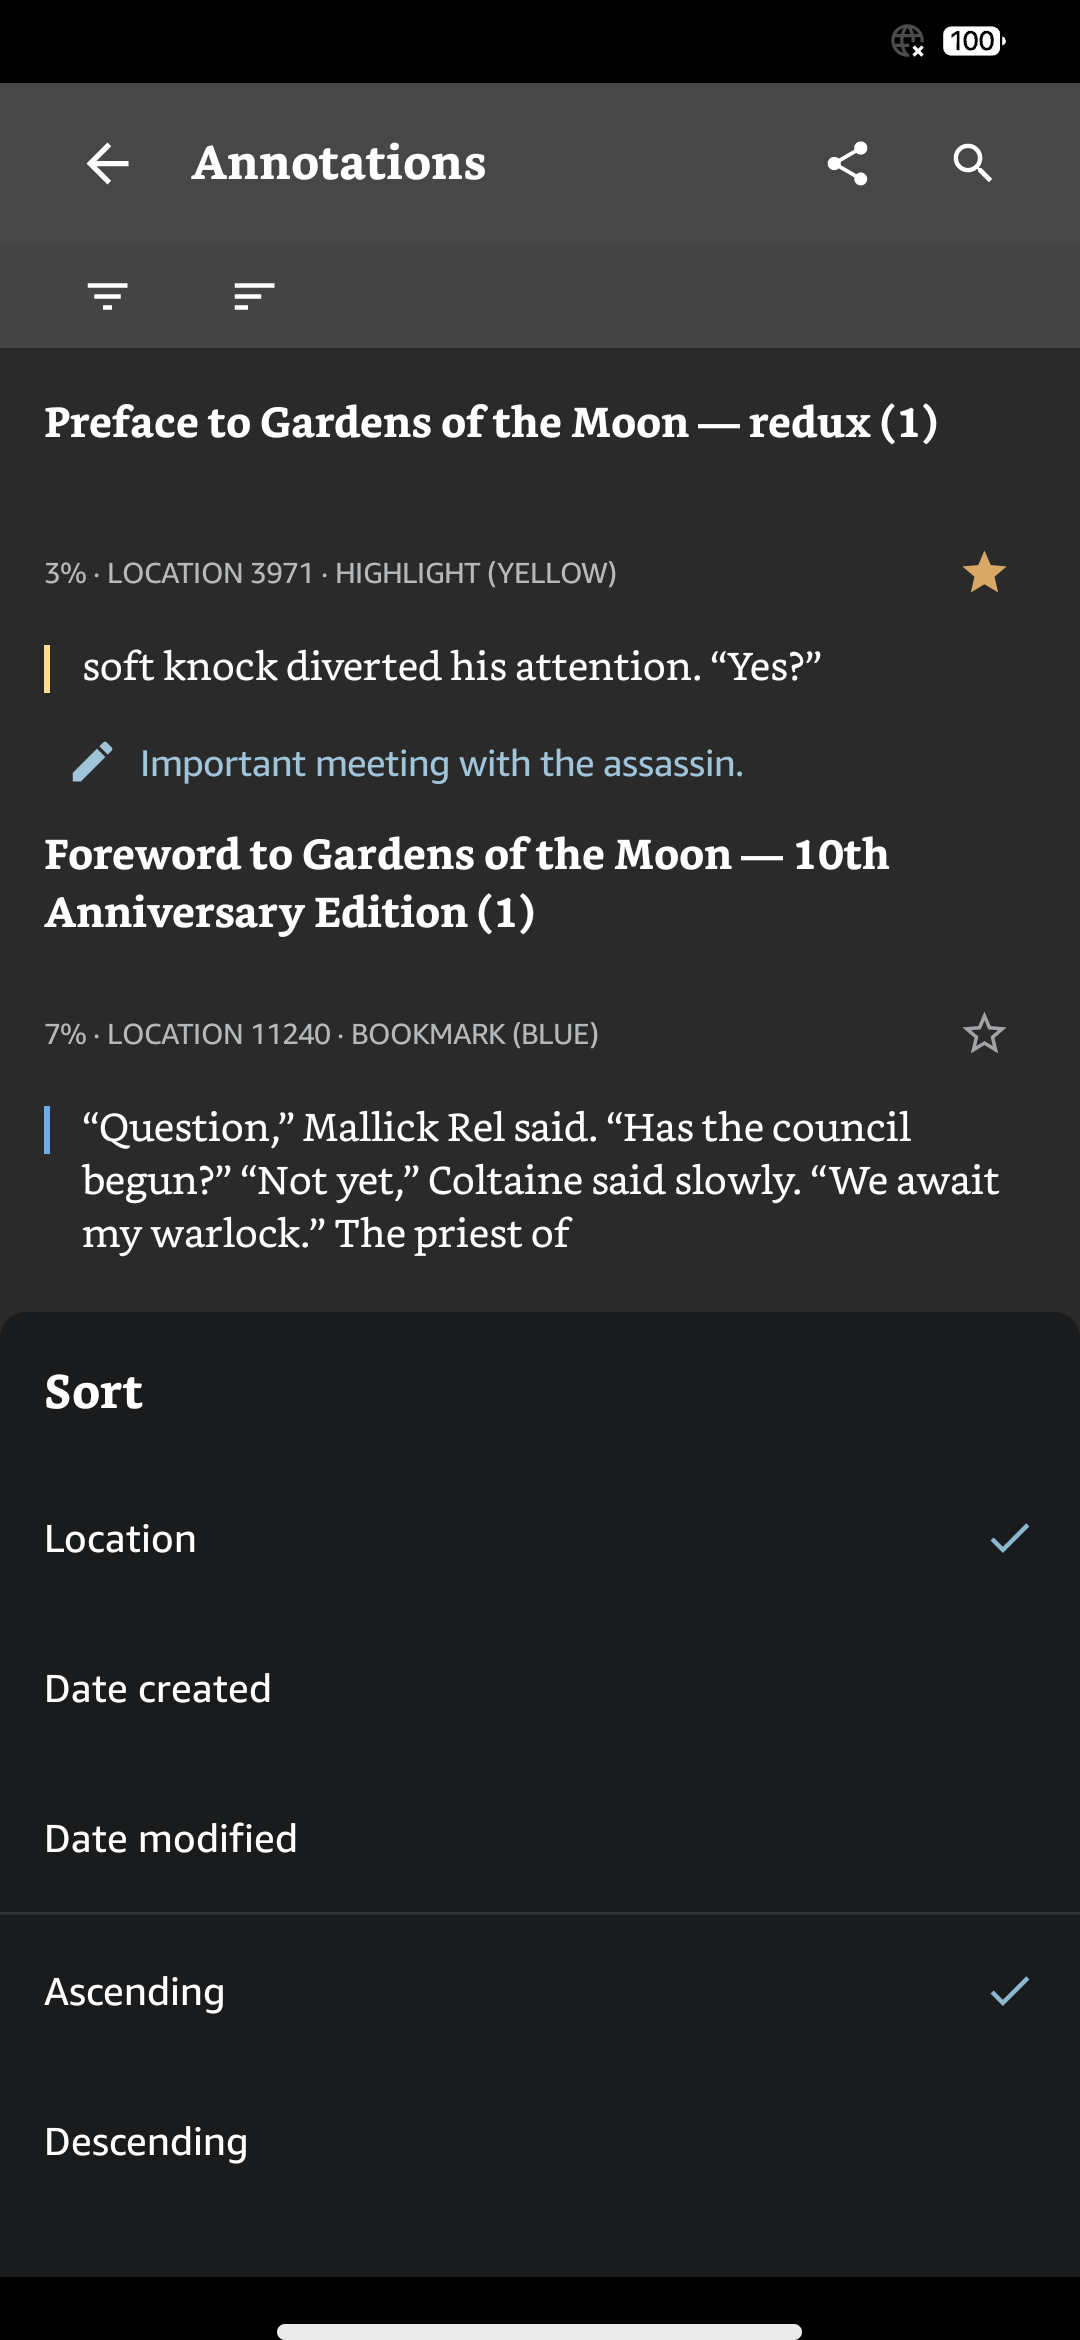 100
Annotations
Preface to Gardens of the Moon — redux (1)
3% · LOCATION 3971 · HIGHLIGHT (YELLOW)
soft knock diverted his attention. “Yes?”
Important meeting with the assassin.
Foreword to Gardens of the Moon — 10th
Anniversary Edition (1)
7% · LOCATION 11240 · BOOKMARK (BLUE)
“Question,” Mallick Rel said. “Has the council
begun?” “Not yet,” Coltaine said slowly. “We await
my warlock.” The priest of
Sort
Location
Date created
Date modified
Ascending
Descending